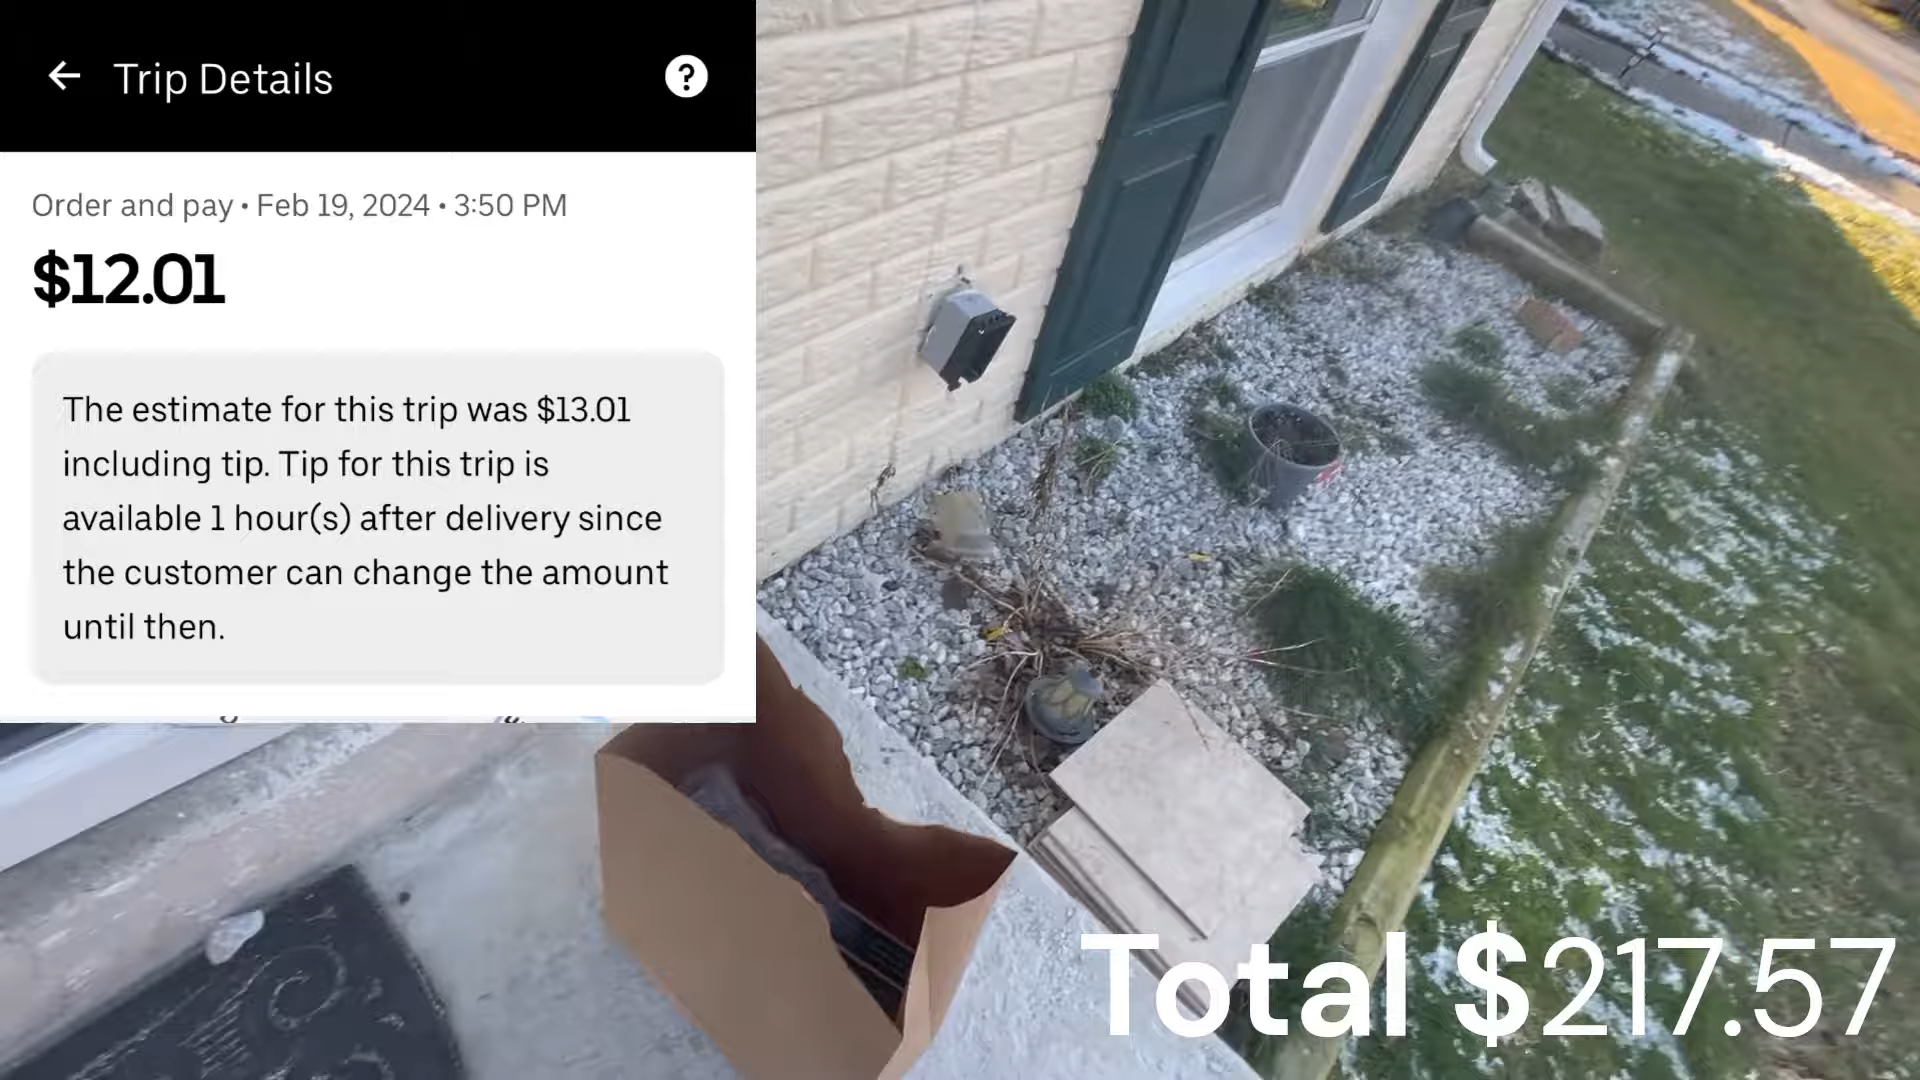 Trip Details
?
Order and pay • Feb 19, 2024 • 3:50 PM
$12.01
The estimate for this trip was $13.01
including tip. Tip for this trip is
available 1 hour(s) after delivery since
the customer can change the amount
until then.
Total $217.57